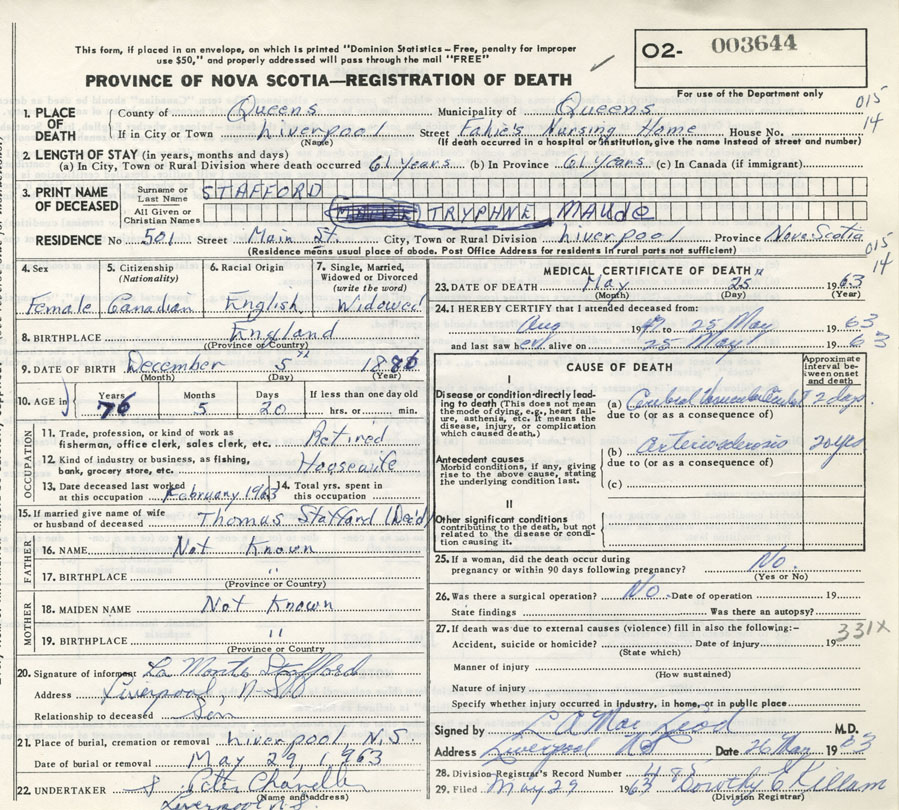 This form, if placed in an envelope, on which is printed "Dominion Statistics – Free, penalty for improper
use $50," and properly addressed will pass through the mail "FREE"
PROVINCE OF NOVA SCOTIA—REGISTRATION OF DEATH
O2- 003644
For use of the Department only
015
14
1. PLACE OF DEATH
County of Queens Municipality of Queens
If in City or Town Liverpool Street Fahie's Nursing Home House No.
(Name) (If death occurred in a hospital or institution, give the name instead of street and number)
2. LENGTH OF STAY (in years, months and days)
(a) In City, Town or Rural Division where death occurred 61 years (b) In Province 61 years (c) In Canada (if immigrant)
3. PRINT NAME OF DECEASED
Surname or Last Name STAFFORD
All Given or Christian Names TRYPHNE MAUDE
RESIDENCE No 501 Street Main St. City, Town or Rural Division Liverpool Province Nova Scotia
(Residence means usual place of abode. Post Office Address for residents in rural parts not sufficient)
015
14
4. Sex 5. Citizenship (Nationality) 6. Racial Origin 7. Single, Married, Widowed or Divorced (write the word)
Female Canadian English Widowed
8. BIRTHPLACE England
(Province or Country)
9. DATE OF BIRTH December 5th 1886
(Month) (Day) (Year)
10. AGE in Years Months Days If less than one day old
76 5 20 hrs. or min.
OCCUPATION
11. Trade, profession, or kind of work as fisherman, office clerk, sales clerk, etc. Retired
12. Kind of industry or business, as fishing, bank, grocery store, etc. Housewife
13. Date deceased last worked at this occupation February 1963 14. Total yrs. spent in this occupation
15. If married give name of wife or husband of deceased Thomas Stafford (Dec'd)
FATHER
16. NAME Not Known
17. BIRTHPLACE "
(Province or Country)
MOTHER
18. MAIDEN NAME Not Known
19. BIRTHPLACE "
(Province or Country)
20. Signature of informant La Monte Stafford
Address Liverpool, N-S
Relationship to deceased Son
21. Place of burial, cremation or removal Liverpool N.S.
Date of burial or removal May 29, 1963
22. UNDERTAKER
(Name and address)
Liverpool N.S.
MEDICAL CERTIFICATE OF DEATH
23. DATE OF DEATH May 25 1963
(Month) (Day) (Year)
24. I HEREBY CERTIFY that I attended deceased from:
Aug 19 to 25 May 1963
and last saw her alive on 25 May 1963
CAUSE OF DEATH
Approximate interval between onset and death
I
Disease or condition directly leading to death (This does not mean the mode of dying, e.g., heart failure, asthenia, etc. It means the disease, injury, or complication which caused death.)
(a) Cerebral Vascular Accident 2 days
due to (or as a consequence of)
(b) Arteriosclerosis 20 yrs
due to (or as a consequence of)
(c)
Antecedent causes
Morbid conditions, if any, giving rise to the above cause, stating the underlying condition last.
II
Other significant conditions
contributing to the death, but not related to the disease or condition causing it.
25. If a woman, did the death occur during pregnancy or within 90 days following pregnancy? No.
(Yes or No)
26. Was there a surgical operation? No. Date of operation 19
State findings Was there an autopsy?
27. If death was due to external causes (violence) fill in also the following:-
331X
Accident, suicide or homicide? Date of injury 19
(State which)
Manner of injury
(How sustained)
Nature of injury
Specify whether injury occurred in industry, in home, or in public place
Signed by L A MacLeod M.D.
Address Liverpool NS Date 26 May 1963
28. Division Registrar's Record Number 485
29. Filed May 29 1963 Dorothy C Killam
(Division Registrar)